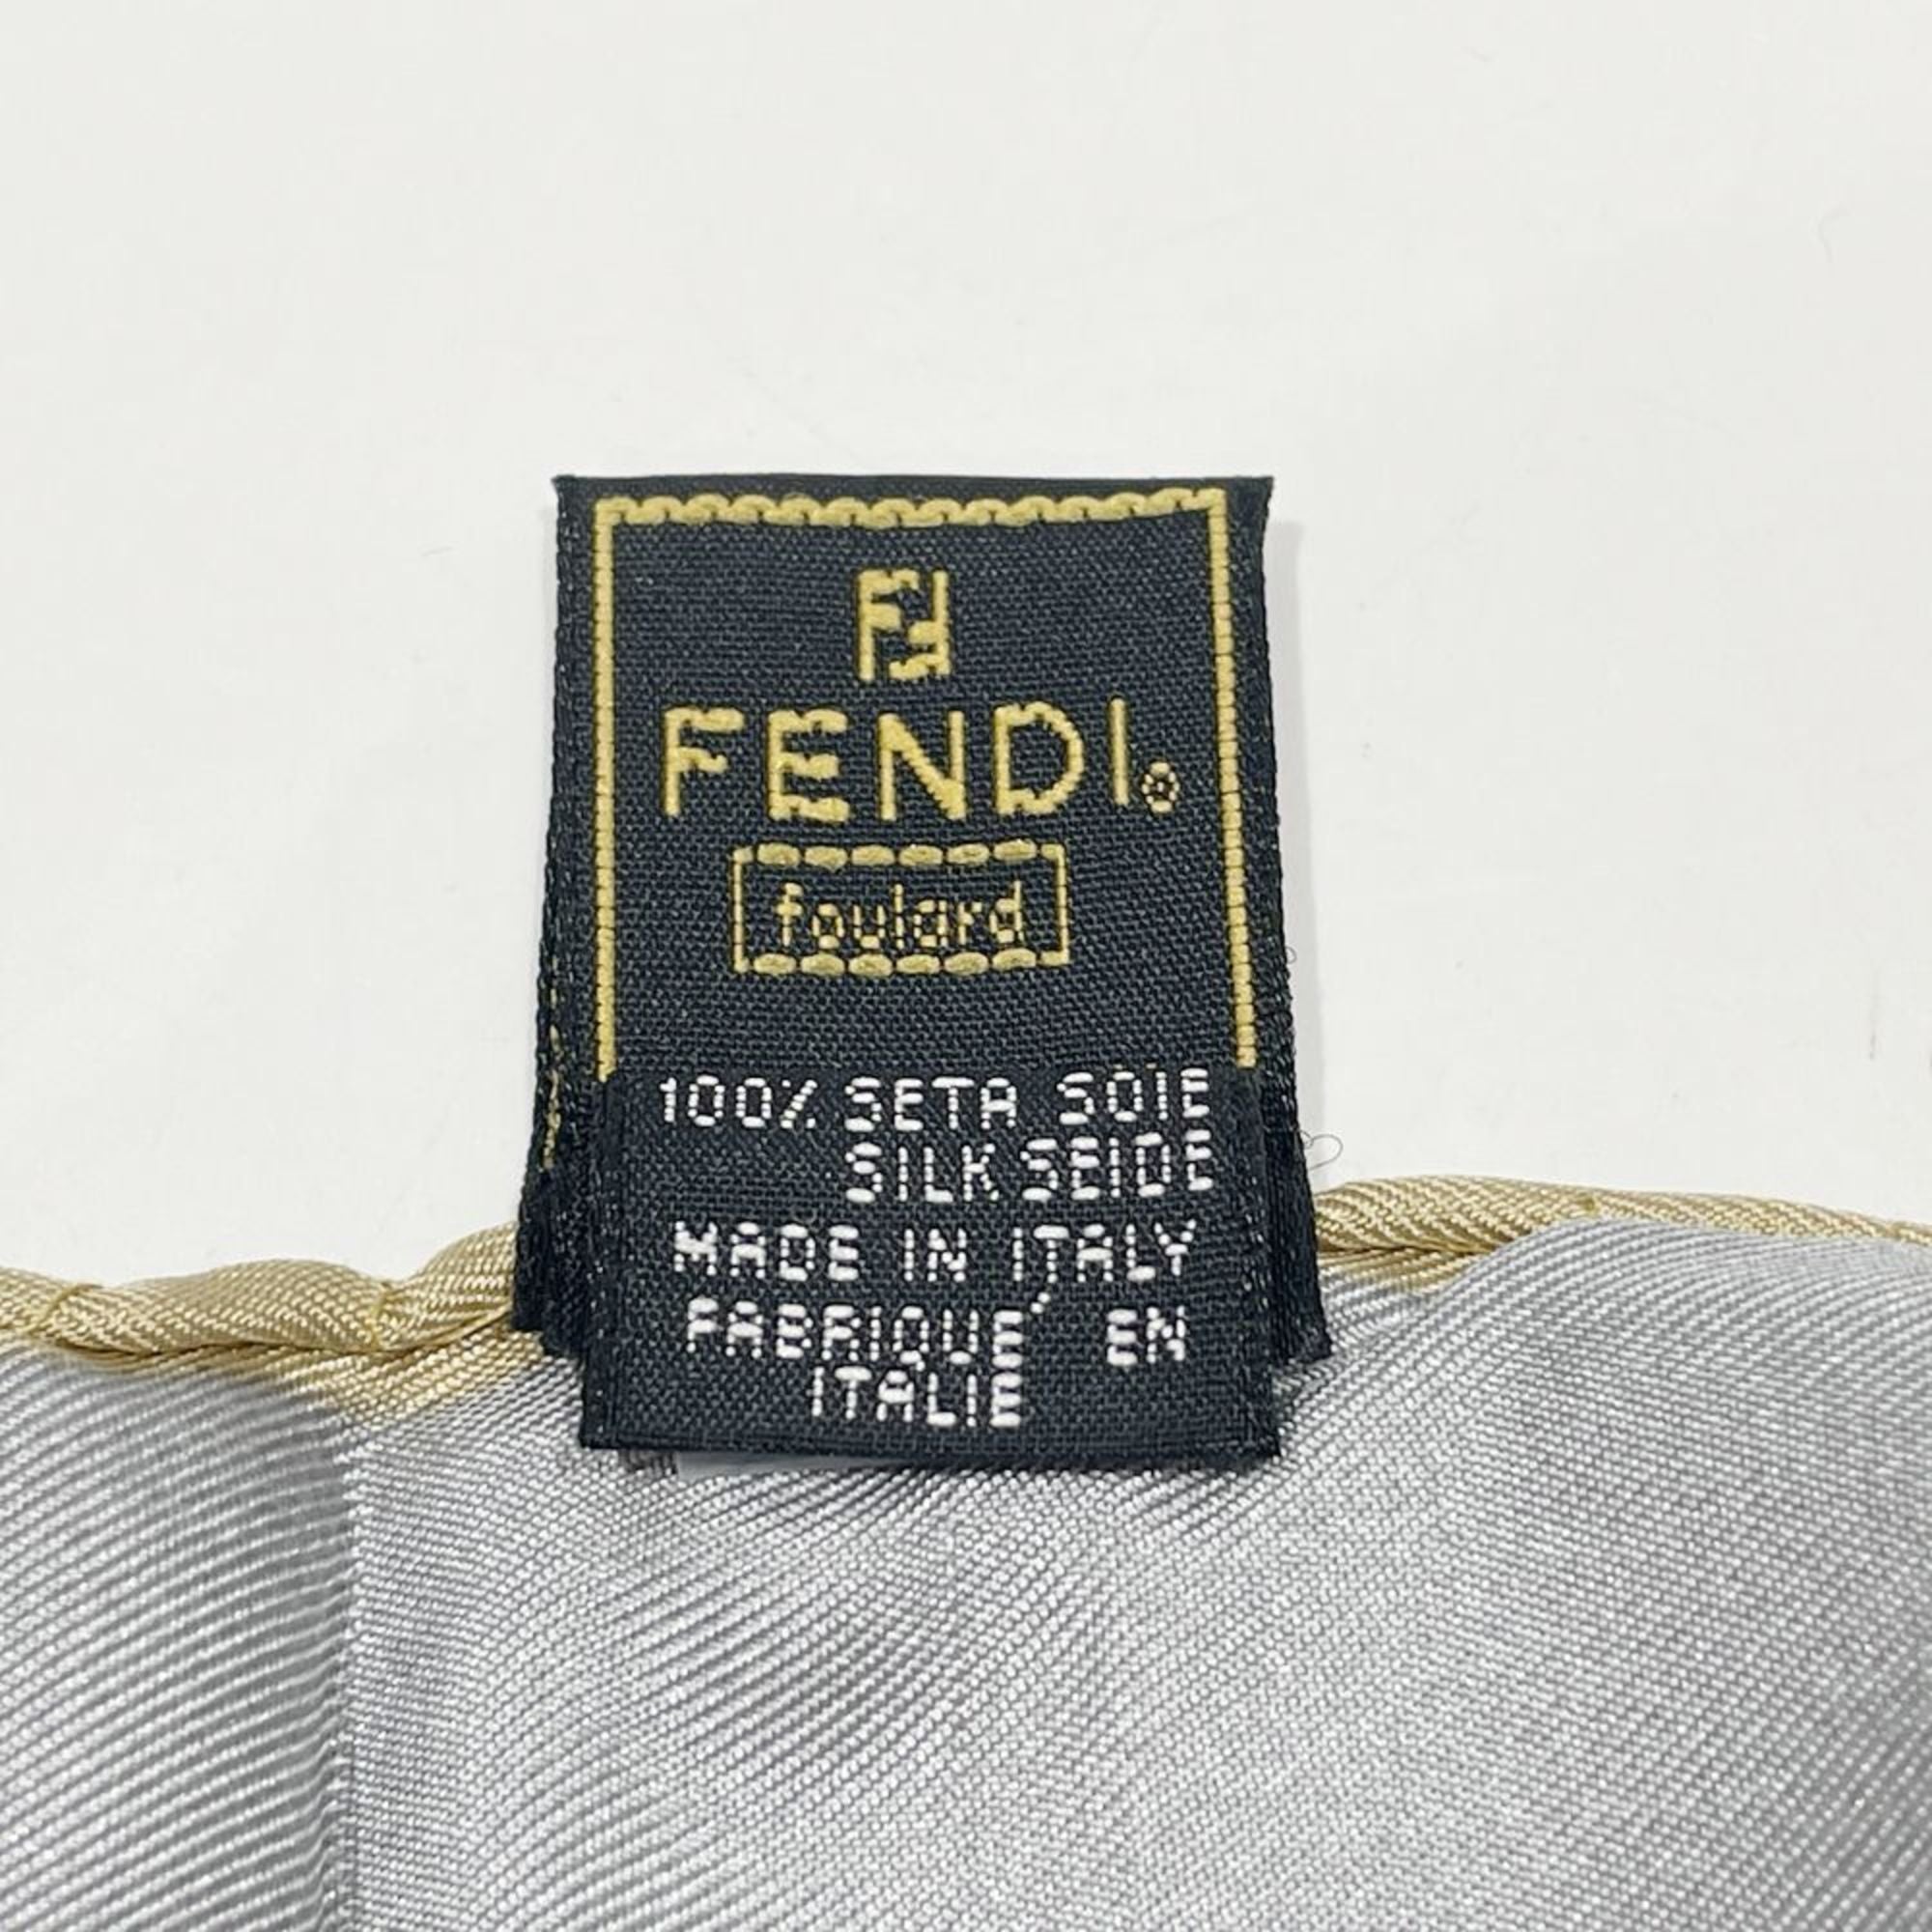 FF
FENDI®
foulard
100% SETA SOIE
SILK SEIDE
MADE IN ITALY
FABRIQUE' EN
ITALIE